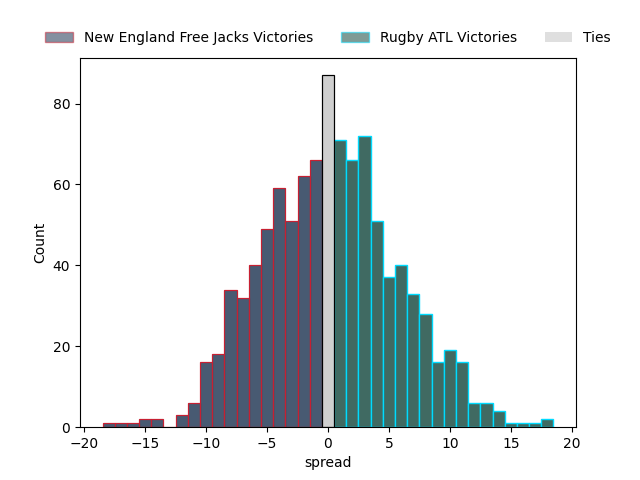 New England Free Jacks Victories Rugby ATL Victories Ties
80
60
40
20
0
Count
−20 −15 −10 −5 0 5 10 15 20
spread